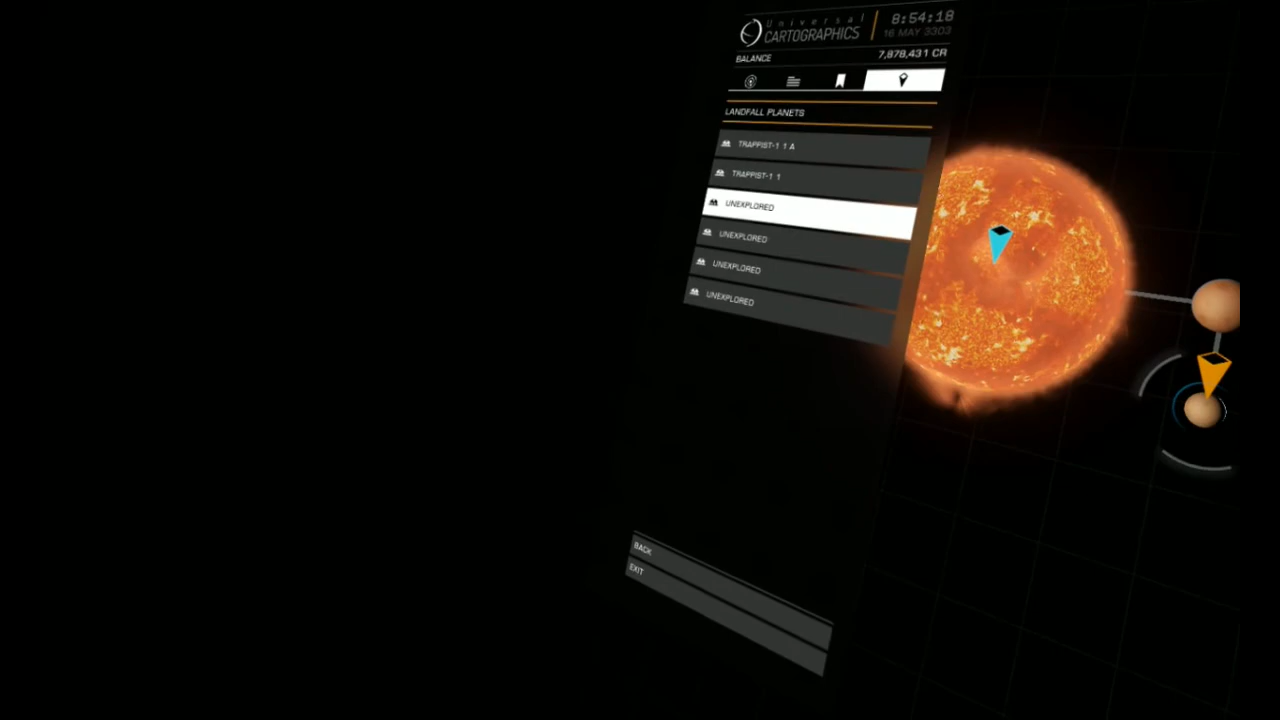 Universal
CARTOGRAPHICS
8:54:18
16 MAY 3303
BALANCE 7,878,431 CR
LANDFALL PLANETS
TRAPPIST-1 1 A
TRAPPIST-1 1
UNEXPLORED
UNEXPLORED
UNEXPLORED
UNEXPLORED
BACK
EXIT